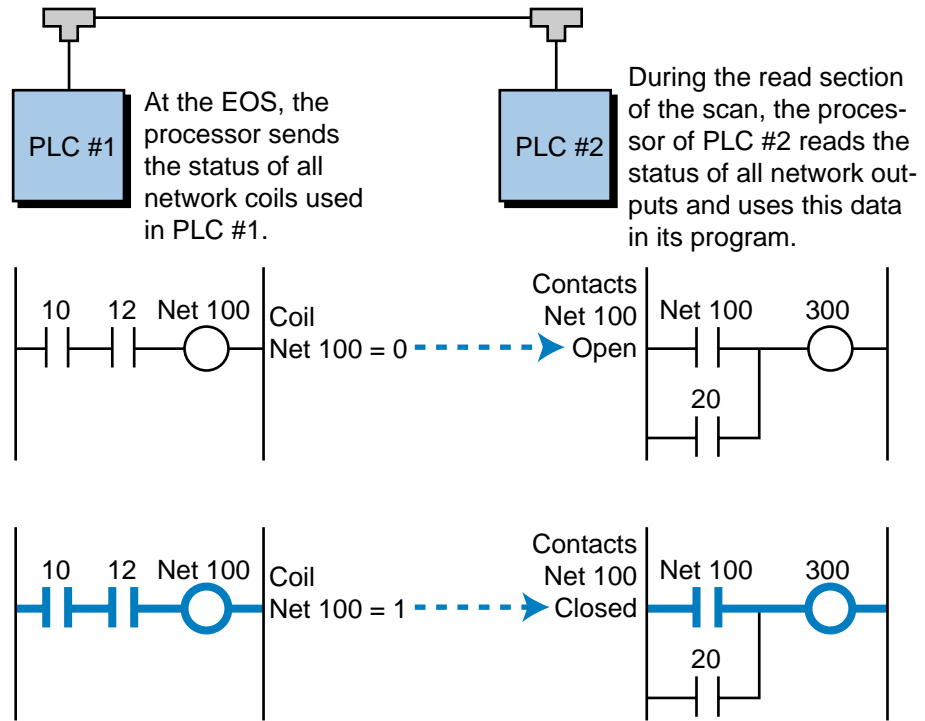 PLC #1
At the EOS, the
processor sends
the status of all
network coils used
in PLC #1.
PLC #2
During the read section
of the scan, the proces-
sor of PLC #2 reads the
status of all network out-
puts and uses this data
in its program.
10 12 Net 100
Coil
Net 100 = 0
Contacts
Net 100
Open
Net 100 300
20
10 12 Net 100
Coil
Net 100 = 1
Contacts
Net 100
Closed
Net 100 300
20